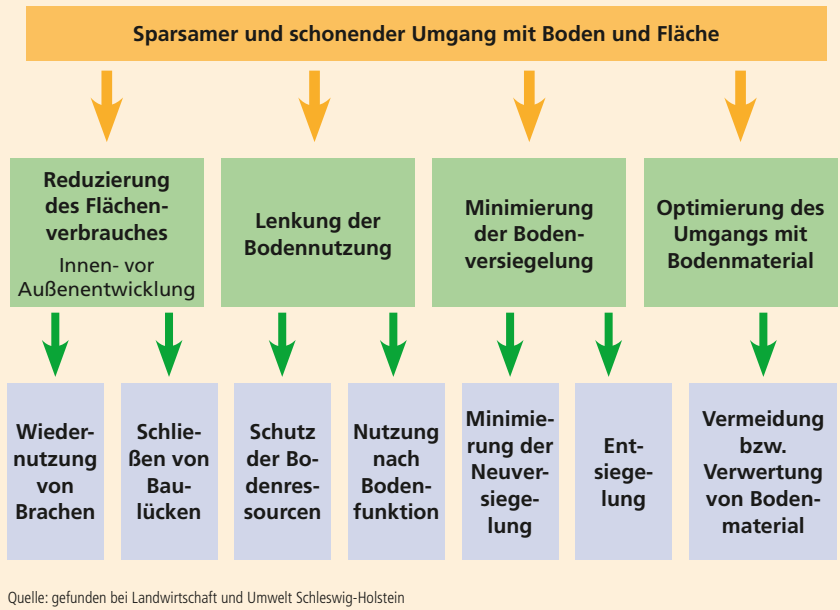 Sparsamer und schonender Umgang mit Boden und Fläche
Reduzierung
des Flächen-
verbrauches
Innen- vor
Außenentwicklung
Lenkung der
Bodennutzung
Minimierung
der Boden-
versiegelung
Optimierung des
Umgangs mit
Bodenmaterial
Wieder-
nutzung
von
Brachen
Schlie-
ßen von
Bau-
lücken
Schutz
der Bo-
denres-
sourcen
Nutzung
nach
Boden-
funktion
Minimie-
rung der
Neuver-
siege-
lung
Ent-
siege-
lung
Vermeidung
bzw.
Verwertung
von Boden-
material
Quelle: gefunden bei Landwirtschaft und Umwelt Schleswig-Holstein